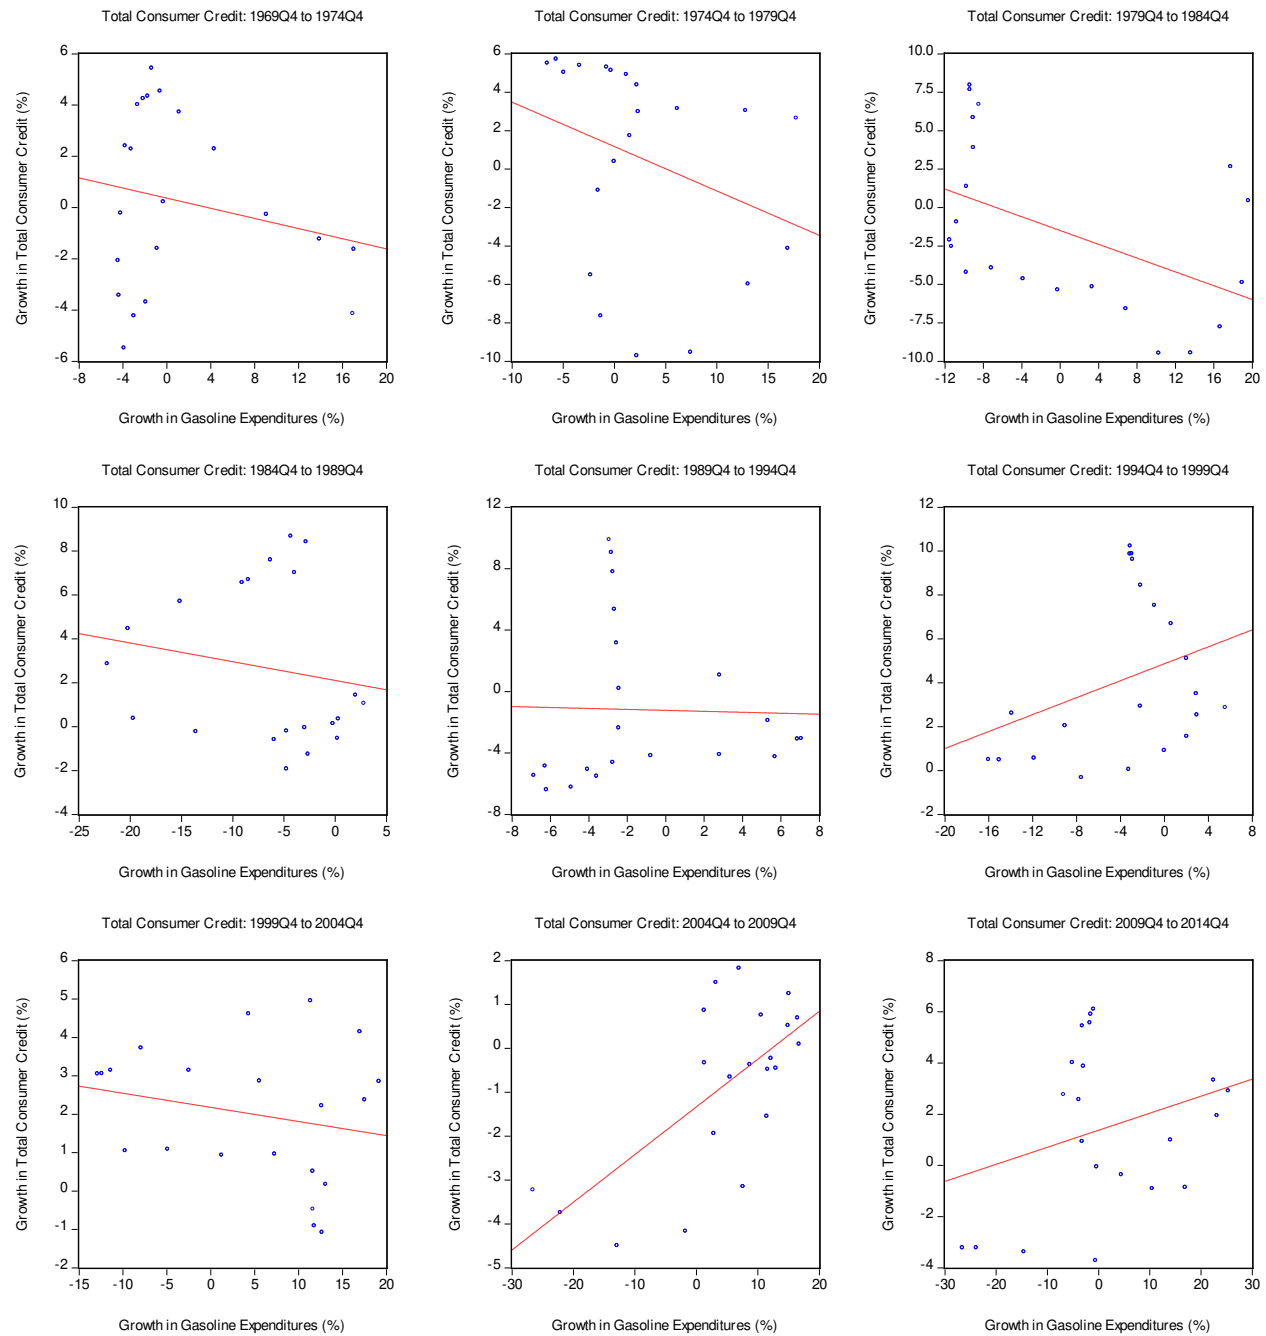 Total Consumer Credit: 1969Q4 to 1974Q4
Growth in Total Consumer Credit (%)
6
4
2
0
-2
-4
-6
-8 -4 0 4 8 12 16 20
Growth in Gasoline Expenditures (%)
Total Consumer Credit: 1974Q4 to 1979Q4
Growth in Total Consumer Credit (%)
6
4
2
0
-2
-4
-6
-8
-10
-10 -5 0 5 10 15 20
Growth in Gasoline Expenditures (%)
Total Consumer Credit: 1979Q4 to 1984Q4
Growth in Total Consumer Credit (%)
10.0
7.5
5.0
2.5
0.0
-2.5
-5.0
-7.5
-10.0
-12 -8 -4 0 4 8 12 16 20
Growth in Gasoline Expenditures (%)
Total Consumer Credit: 1984Q4 to 1989Q4
Growth in Total Consumer Credit (%)
10
8
6
4
2
0
-2
-4
-25 -20 -15 -10 -5 0 5
Growth in Gasoline Expenditures (%)
Total Consumer Credit: 1989Q4 to 1994Q4
Growth in Total Consumer Credit (%)
12
8
4
0
-4
-8
-8 -6 -4 -2 0 2 4 6 8
Growth in Gasoline Expenditures (%)
Total Consumer Credit: 1994Q4 to 1999Q4
Growth in Total Consumer Credit (%)
12
10
8
6
4
2
0
-2
-20 -16 -12 -8 -4 0 4 8
Growth in Gasoline Expenditures (%)
Total Consumer Credit: 1999Q4 to 2004Q4
Growth in Total Consumer Credit (%)
6
5
4
3
2
1
0
-1
-2
-15 -10 -5 0 5 10 15 20
Growth in Gasoline Expenditures (%)
Total Consumer Credit: 2004Q4 to 2009Q4
Growth in Total Consumer Credit (%)
2
1
0
-1
-2
-3
-4
-5
-30 -20 -10 0 10 20
Growth in Gasoline Expenditures (%)
Total Consumer Credit: 2009Q4 to 2014Q4
Growth in Total Consumer Credit (%)
8
6
4
2
0
-2
-4
-30 -20 -10 0 10 20 30
Growth in Gasoline Expenditures (%)